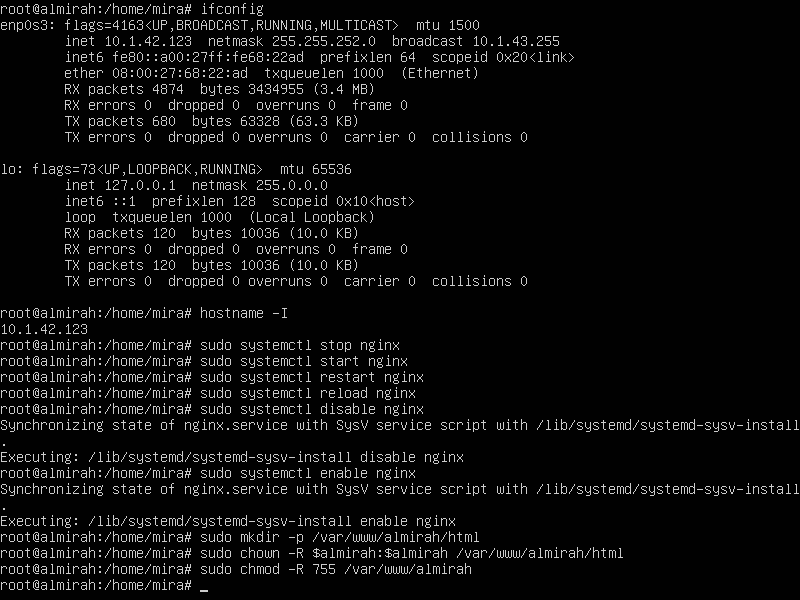 root@almirah:/home/mira# ifconfig
enp0s3: flags=4163<UP,BROADCAST,RUNNING,MULTICAST>  mtu 1500
        inet 10.1.42.123  netmask 255.255.252.0  broadcast 10.1.43.255
        inet6 fe80::a00:27ff:fe68:22ad  prefixlen 64  scopeid 0x20<link>
        ether 08:00:27:68:22:ad  txqueuelen 1000  (Ethernet)
        RX packets 4874  bytes 3434955 (3.4 MB)
        RX errors 0  dropped 0  overruns 0  frame 0
        TX packets 680  bytes 63328 (63.3 KB)
        TX errors 0  dropped 0 overruns 0  carrier 0  collisions 0

lo: flags=73<UP,LOOPBACK,RUNNING>  mtu 65536
        inet 127.0.0.1  netmask 255.0.0.0
        inet6 ::1  prefixlen 128  scopeid 0x10<host>
        loop  txqueuelen 1000  (Local Loopback)
        RX packets 120  bytes 10036 (10.0 KB)
        RX errors 0  dropped 0  overruns 0  frame 0
        TX packets 120  bytes 10036 (10.0 KB)
        TX errors 0  dropped 0 overruns 0  carrier 0  collisions 0

root@almirah:/home/mira# hostname -I
10.1.42.123
root@almirah:/home/mira# sudo systemctl stop nginx
root@almirah:/home/mira# sudo systemctl start nginx
root@almirah:/home/mira# sudo systemctl restart nginx
root@almirah:/home/mira# sudo systemctl reload nginx
root@almirah:/home/mira# sudo systemctl disable nginx
Synchronizing state of nginx.service with SysV service script with /lib/systemd/systemd-sysv-install
.
Executing: /lib/systemd/systemd-sysv-install disable nginx
root@almirah:/home/mira# sudo systemctl enable nginx
Synchronizing state of nginx.service with SysV service script with /lib/systemd/systemd-sysv-install
.
Executing: /lib/systemd/systemd-sysv-install enable nginx
root@almirah:/home/mira# sudo mkdir -p /var/www/almirah/html
root@almirah:/home/mira# sudo chown -R $almirah:$almirah /var/www/almirah/html
root@almirah:/home/mira# sudo chmod -R 755 /var/www/almirah
root@almirah:/home/mira# _